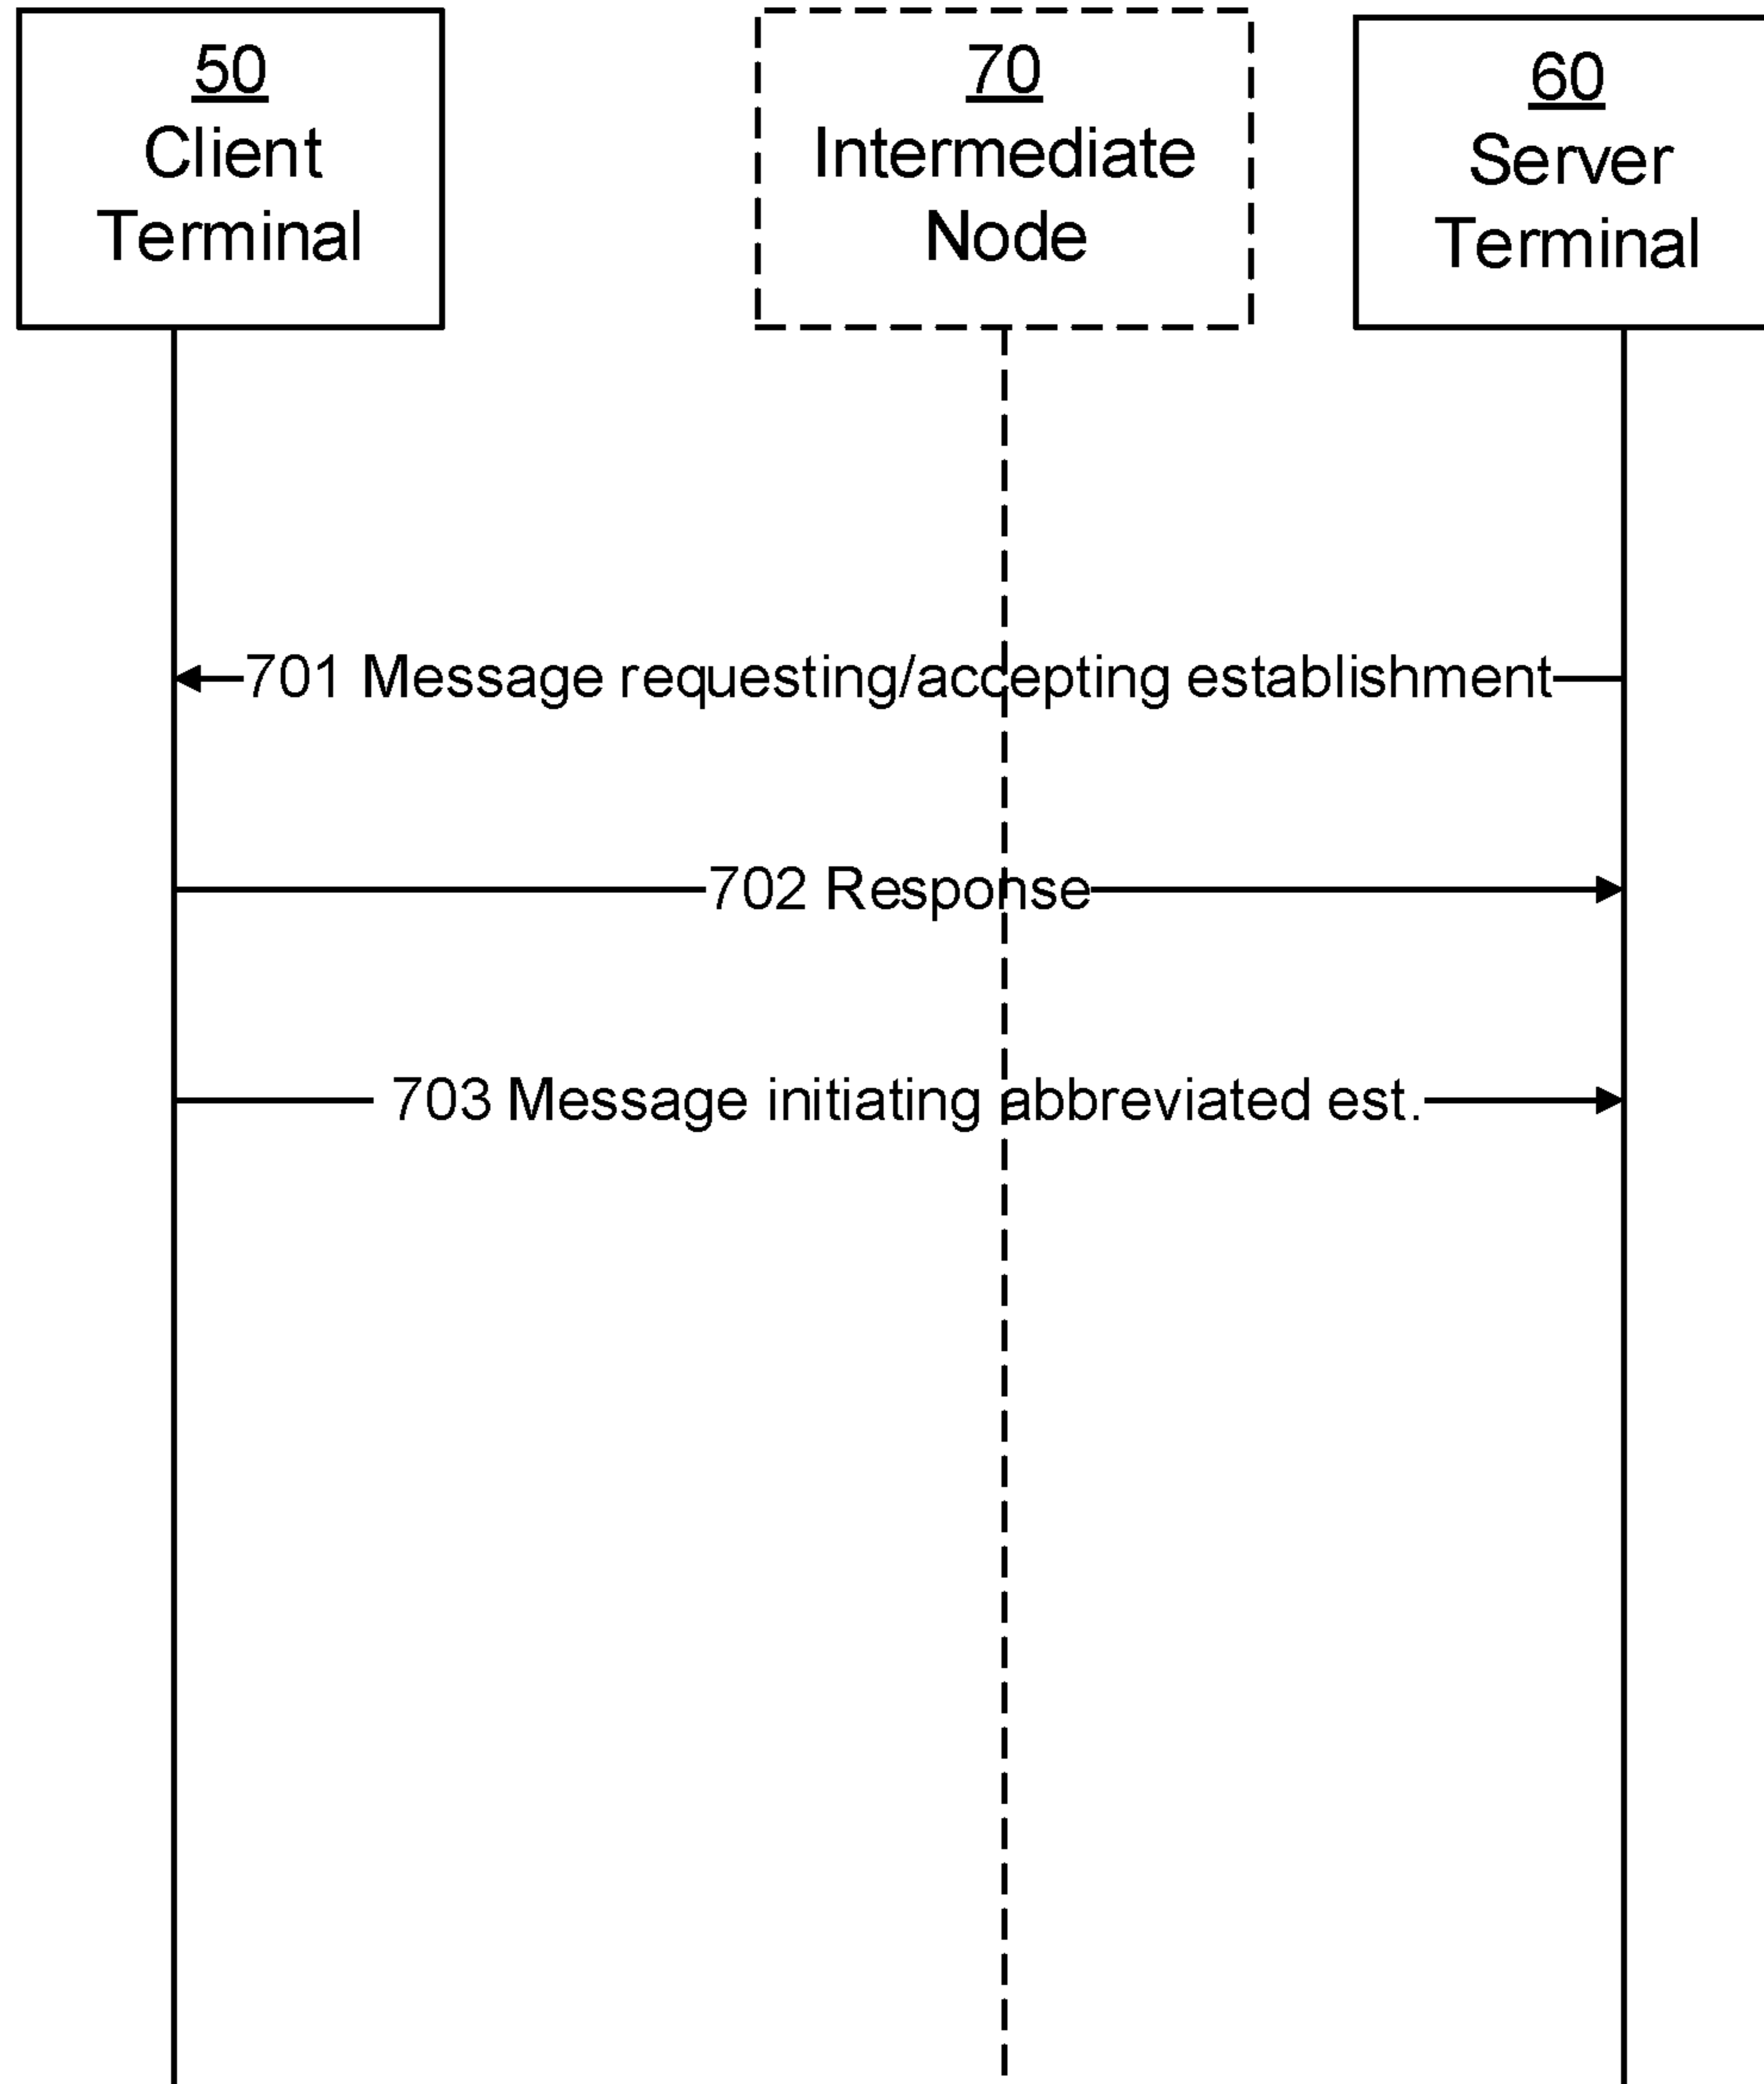 50
Client
Terminal
70
Intermediate
Node
60
Server
Terminal
701 Message requesting/accepting establishment
702 Response
703 Message initiating abbreviated est.